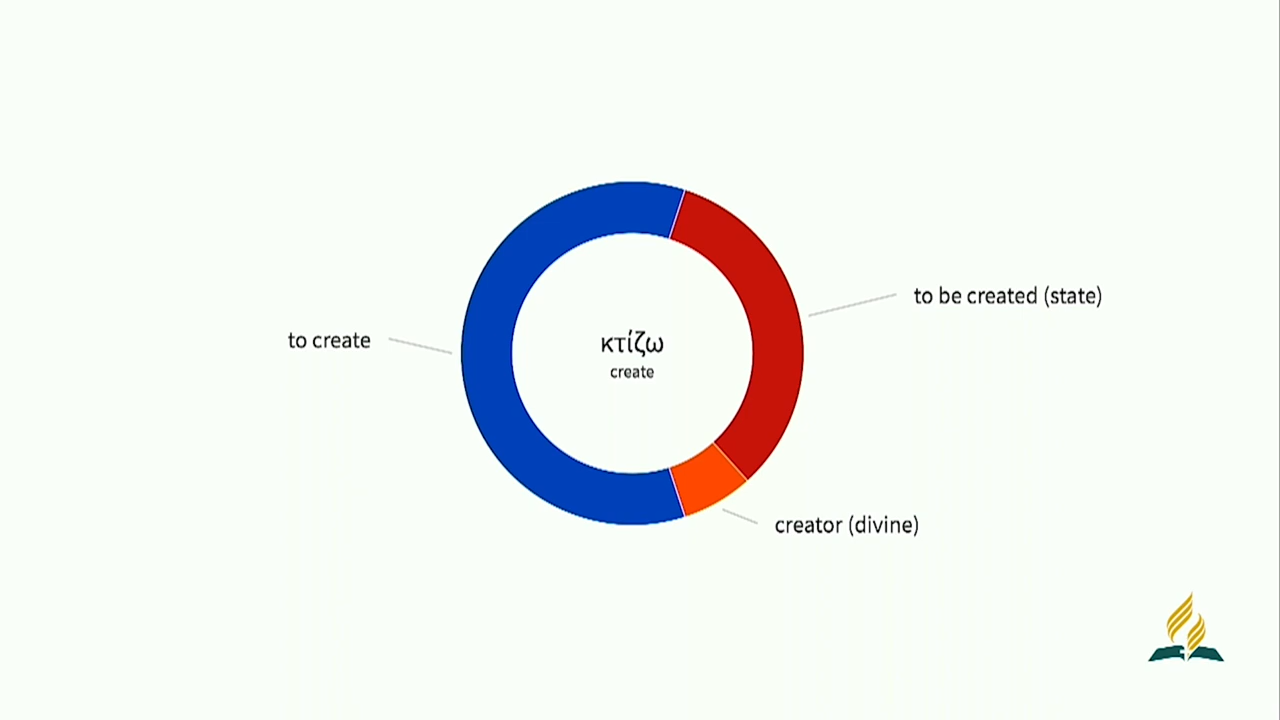 to be created (state)
to create
κτίζω
create
creator (divine)